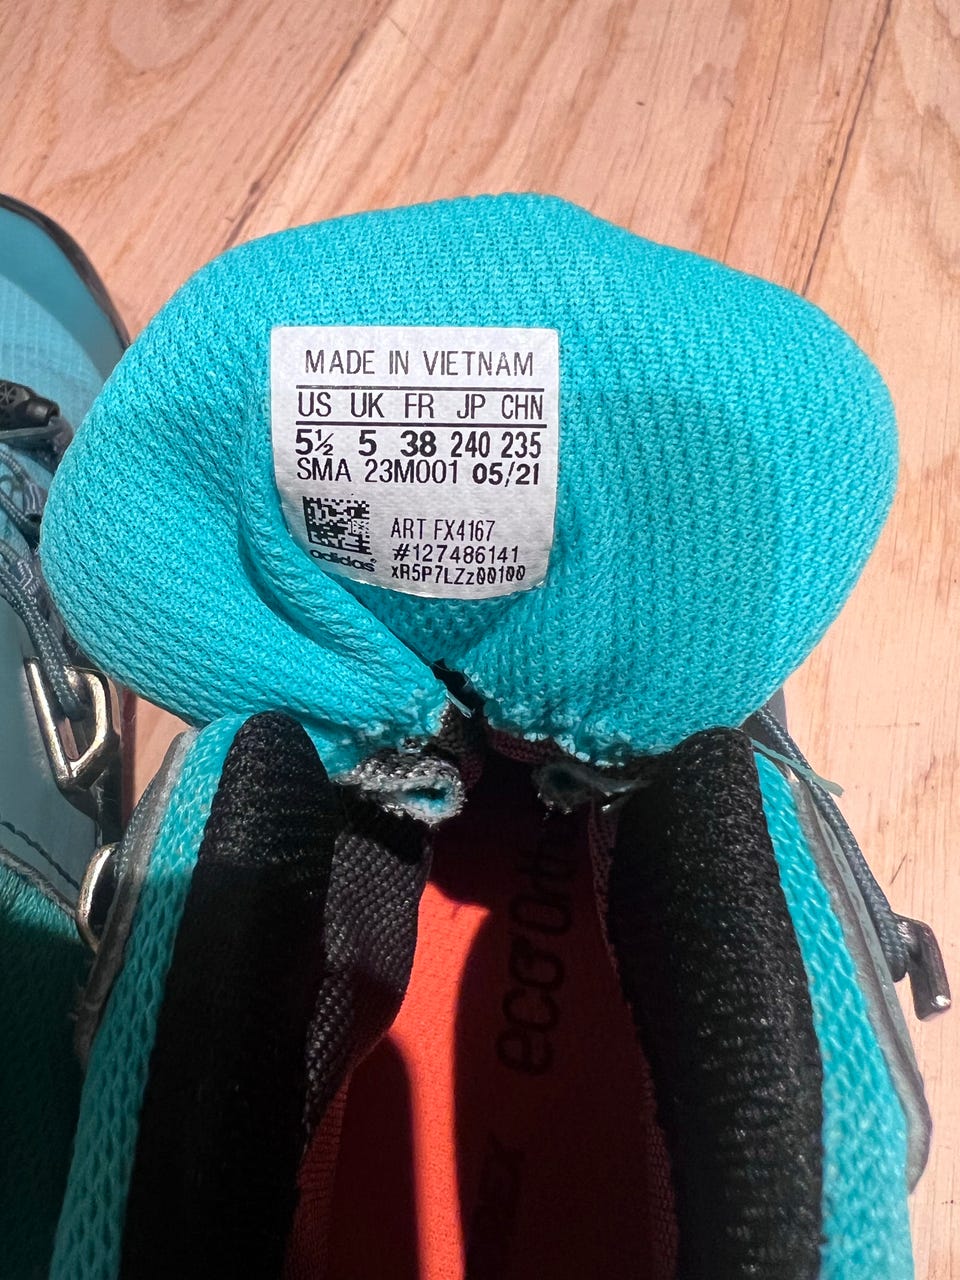 MADE IN VIETNAM
US UK FR JP CHN
5½ 5 38 240 235
SMA 23M001 05/21
ART FX4167
#127486141
adidas
xR5P7LZz00100
ecoOrth